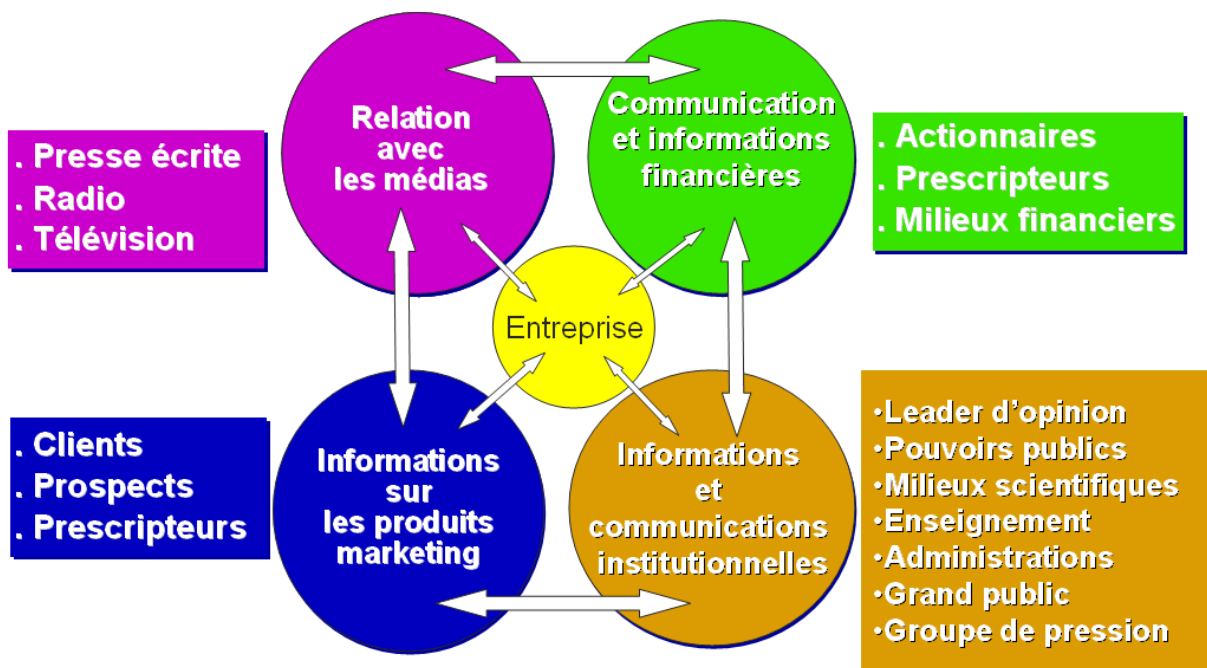 Relation
avec
les médias
Communication
et informations
financières
. Presse écrite
. Radio
. Télévision
. Actionnaires
. Prescripteurs
. Milieux financiers
Entreprise
. Clients
. Prospects
. Prescripteurs
Informations
sur
les produits
marketing
Informations
et
communications
institutionnelles
•Leader d’opinion
•Pouvoirs publics
•Milieux scientifiques
•Enseignement
•Administrations
•Grand public
•Groupe de pression